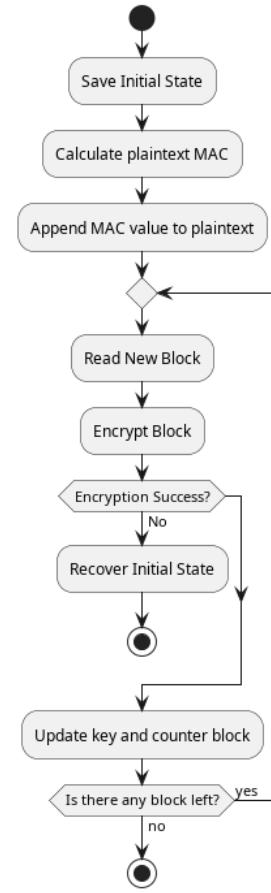 Save Initial State
Calculate plaintext MAC
Append MAC value to plaintext
Read New Block
Encrypt Block
Encryption Success?
No
Recover Initial State
Update key and counter block
Is there any block left?
yes
no